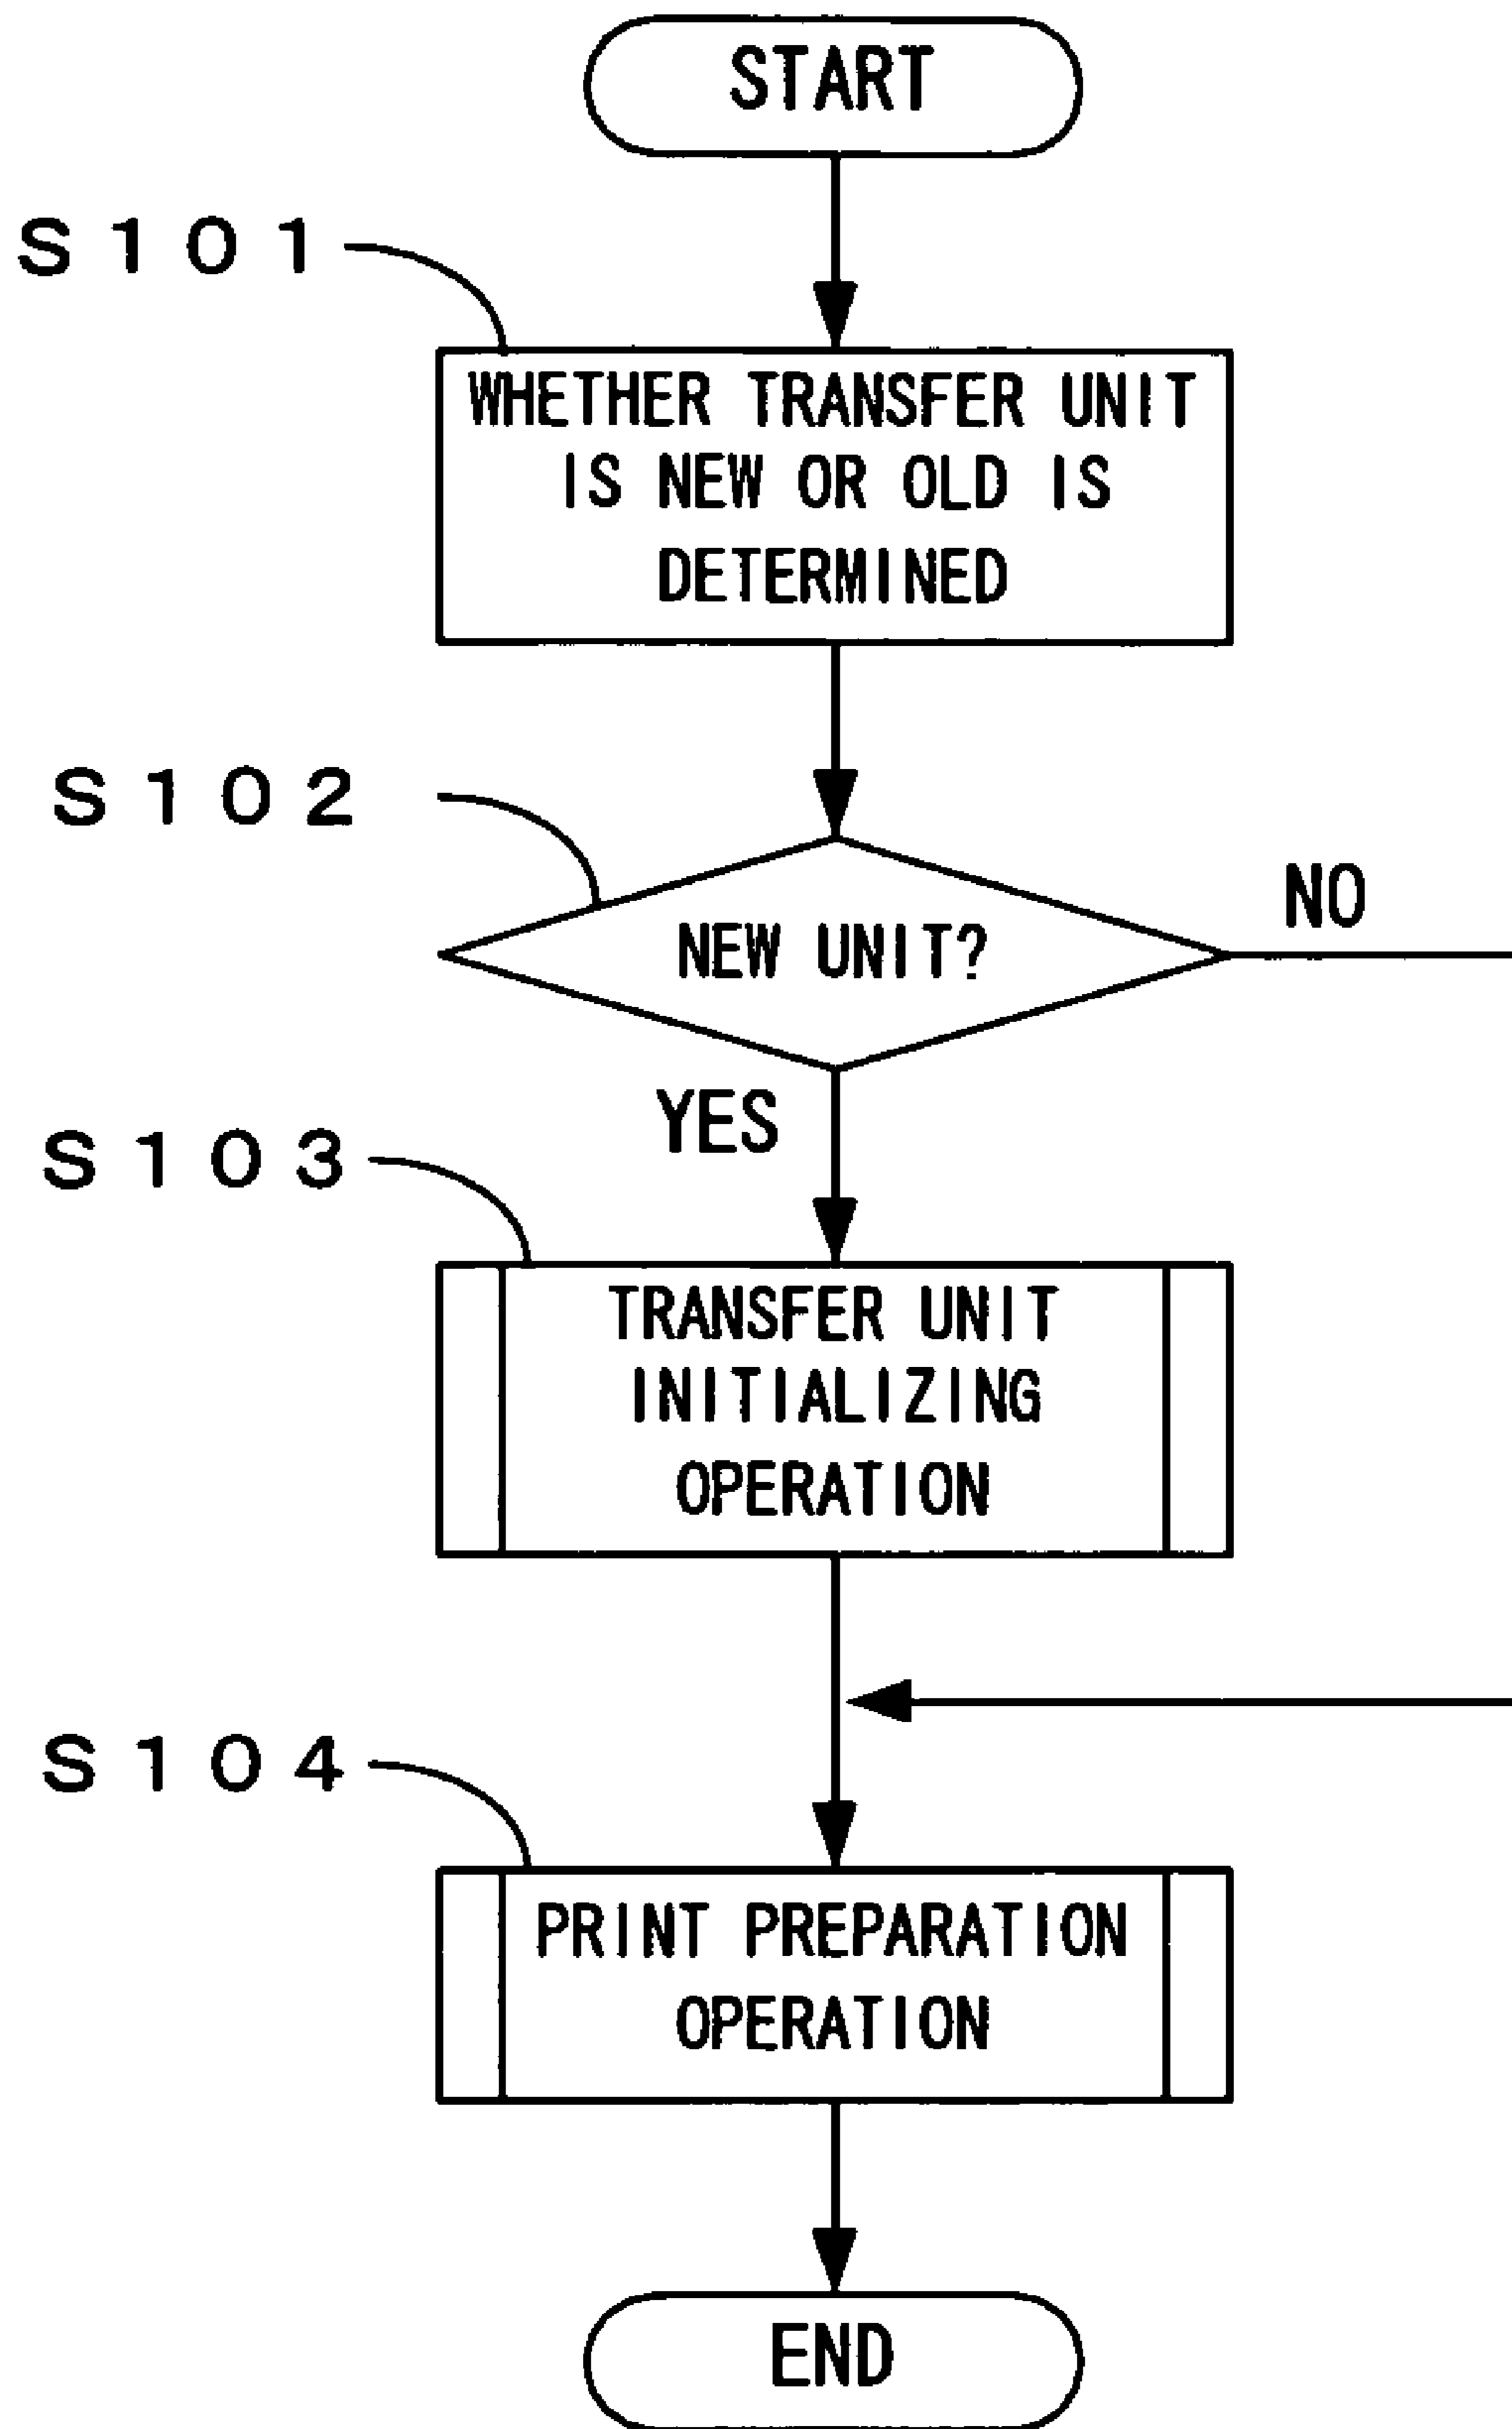 START
S101
WHETHER TRANSFER UNIT
IS NEW OR OLD IS
DETERMINED
S102
NEW UNIT?
NO
YES
S103
TRANSFER UNIT
INITIALIZING
OPERATION
S104
PRINT PREPARATION
OPERATION
END